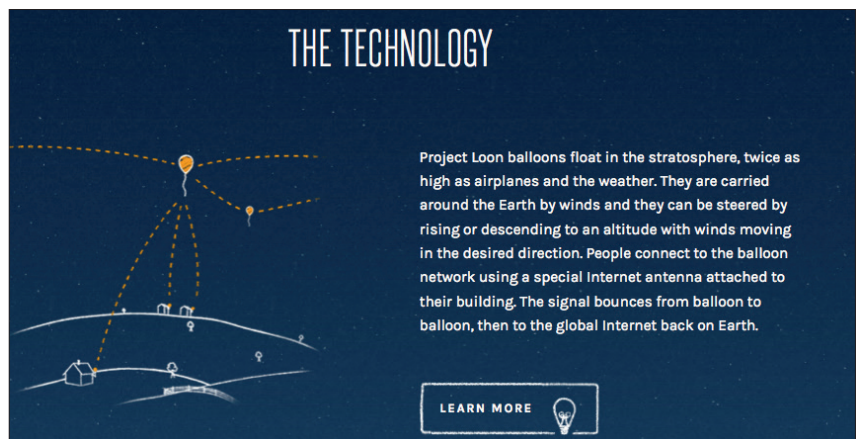 THE TECHNOLOGY
Project Loon balloons float in the stratosphere, twice as
high as airplanes and the weather. They are carried
around the Earth by winds and they can be steered by
rising or descending to an altitude with winds moving
in the desired direction. People connect to the balloon
network using a special Internet antenna attached to
their building. The signal bounces from balloon to
balloon, then to the global Internet back on Earth.
LEARN MORE